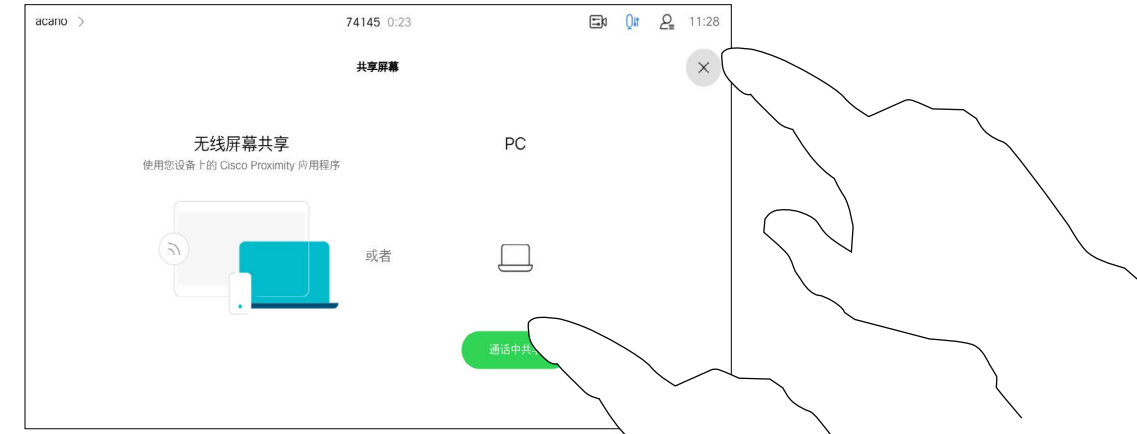 acano >
74145 0:23
11:28
共享屏幕
无线屏幕共享
使用您设备上的 Cisco Proximity 应用程序
PC
或者
通话中共